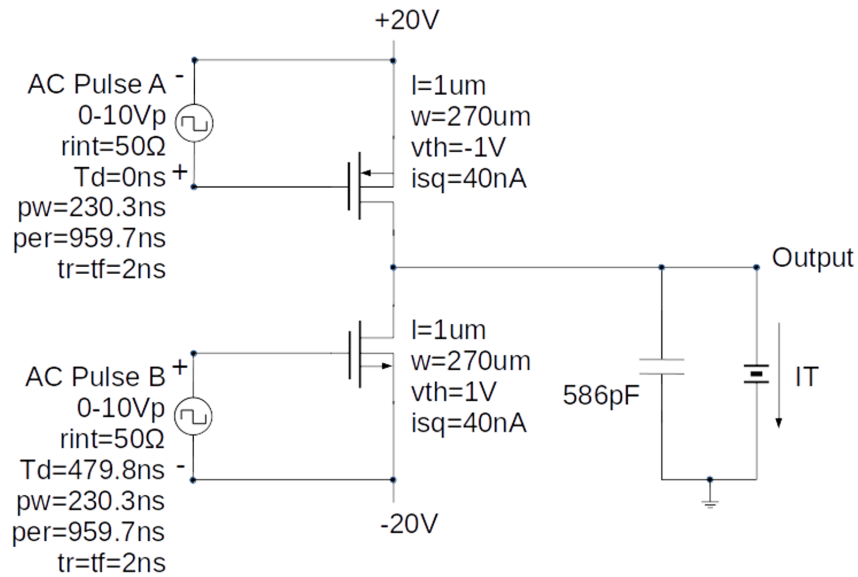 +20V
AC Pulse A -
0-10Vp
rint=50Ω
Td=0ns +
pw=230.3ns
per=959.7ns
tr=tf=2ns
l=1um
w=270um
vth=-1V
isq=40nA
Output
AC Pulse B +
0-10Vp
rint=50Ω
Td=479.8ns -
pw=230.3ns
per=959.7ns
tr=tf=2ns
l=1um
w=270um
vth=1V
isq=40nA
586pF
IT
-20V